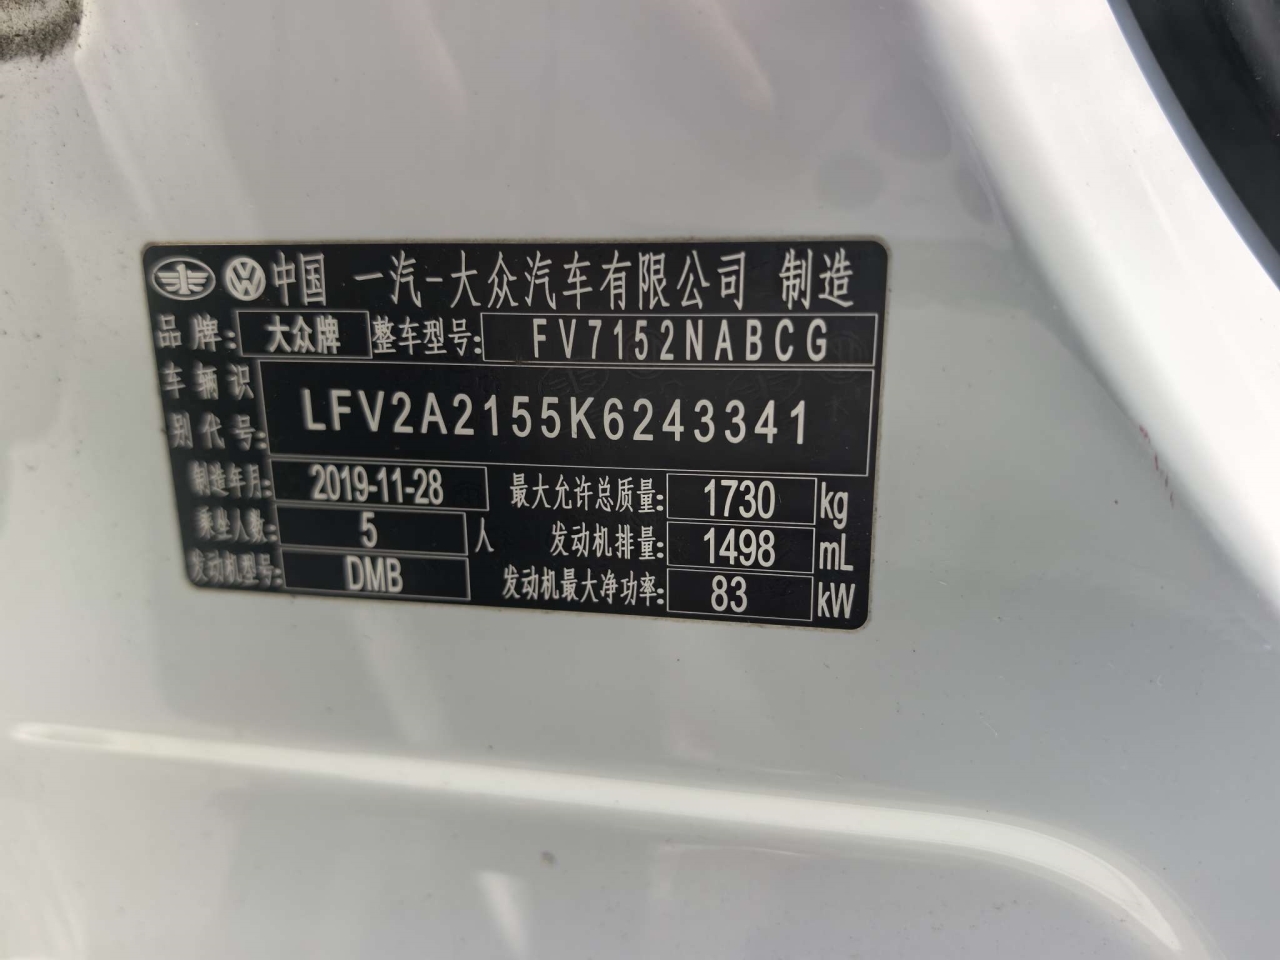 中国 一汽-大众汽车有限公司 制造
品牌: 大众牌 整车型号: FV7152NABCG
车辆识别代号: LFV2A2155K6243341
制造年月: 2019-11-28 最大允许总质量: 1730 kg
乘坐人数: 5 人 发动机排量: 1498 mL
发动机型号: DMB 发动机最大净功率: 83 kW